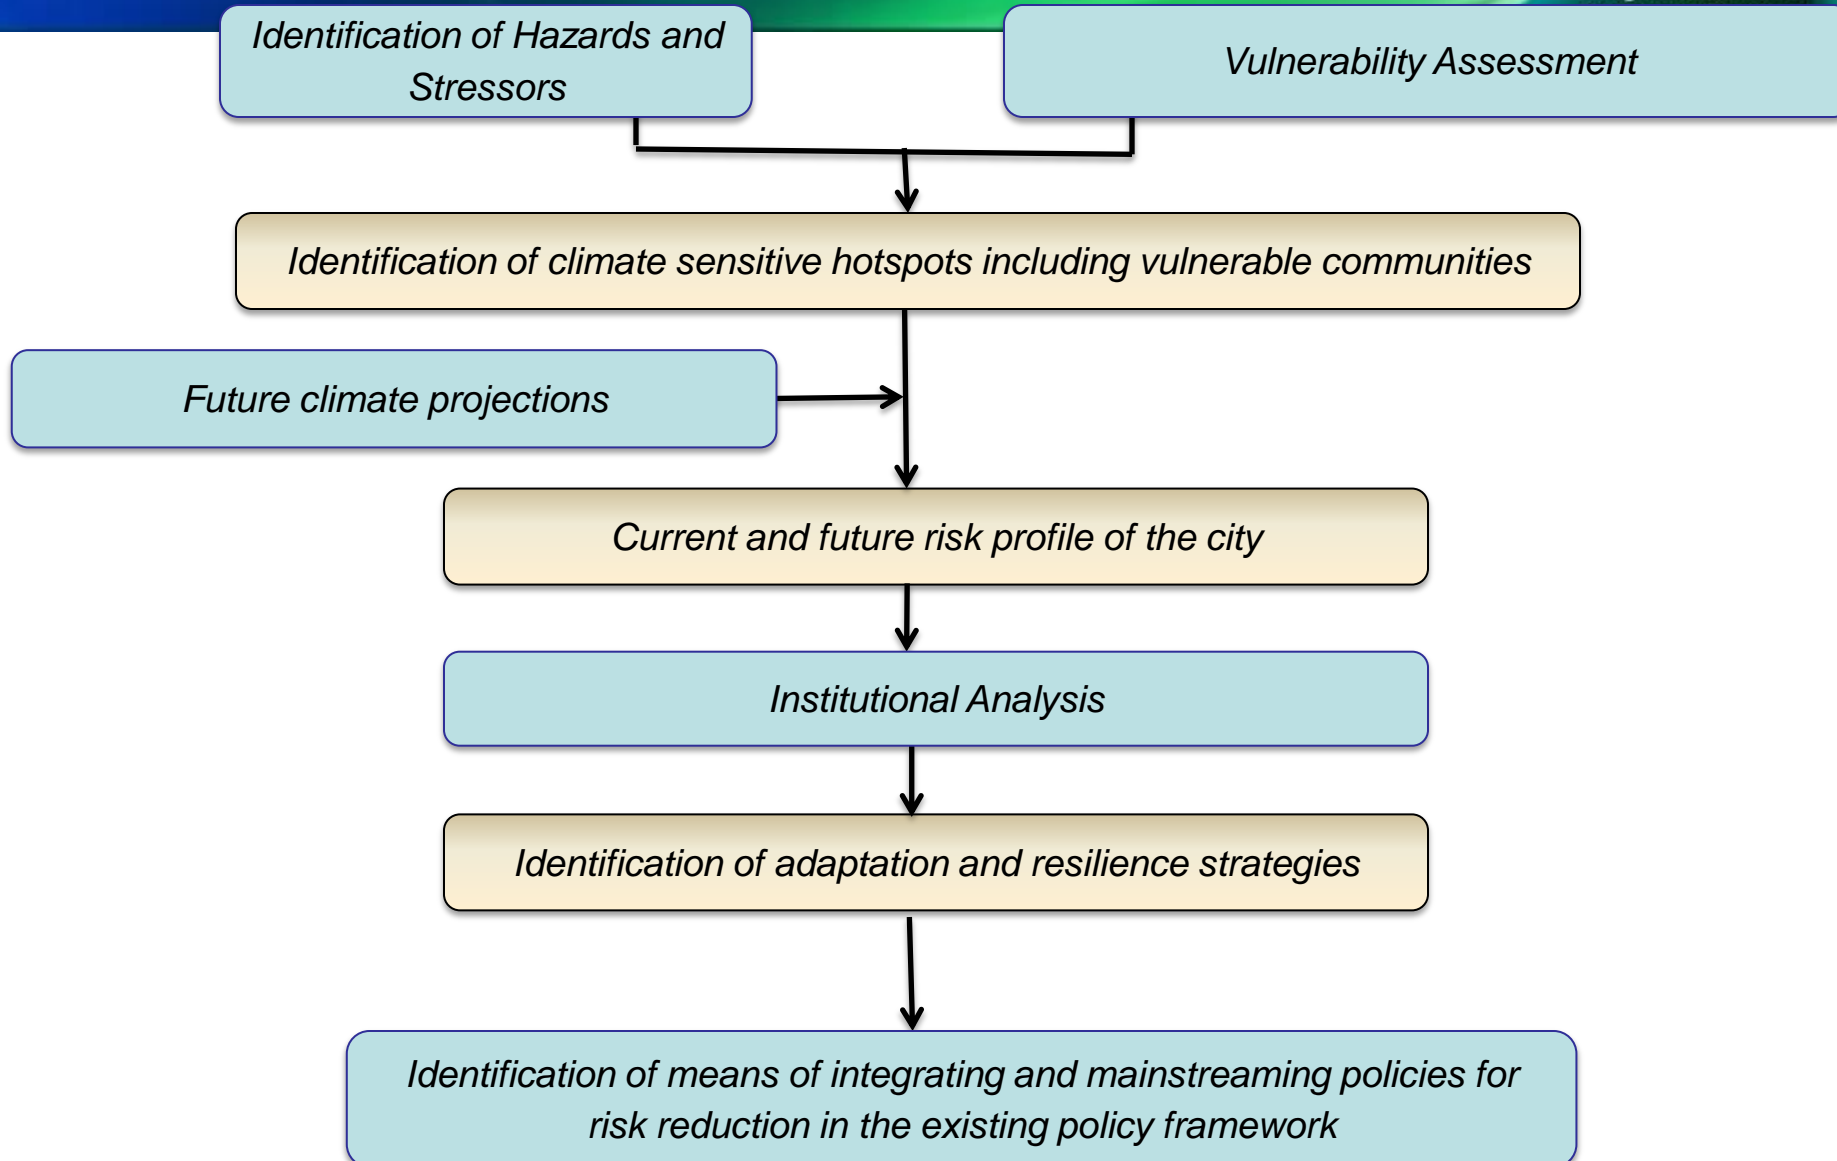 Identification of Hazards and
Stressors
Vulnerability Assessment
Identification of climate sensitive hotspots including vulnerable communities
Future climate projections
Current and future risk profile of the city
Institutional Analysis
Identification of adaptation and resilience strategies
Identification of means of integrating and mainstreaming policies for
risk reduction in the existing policy framework